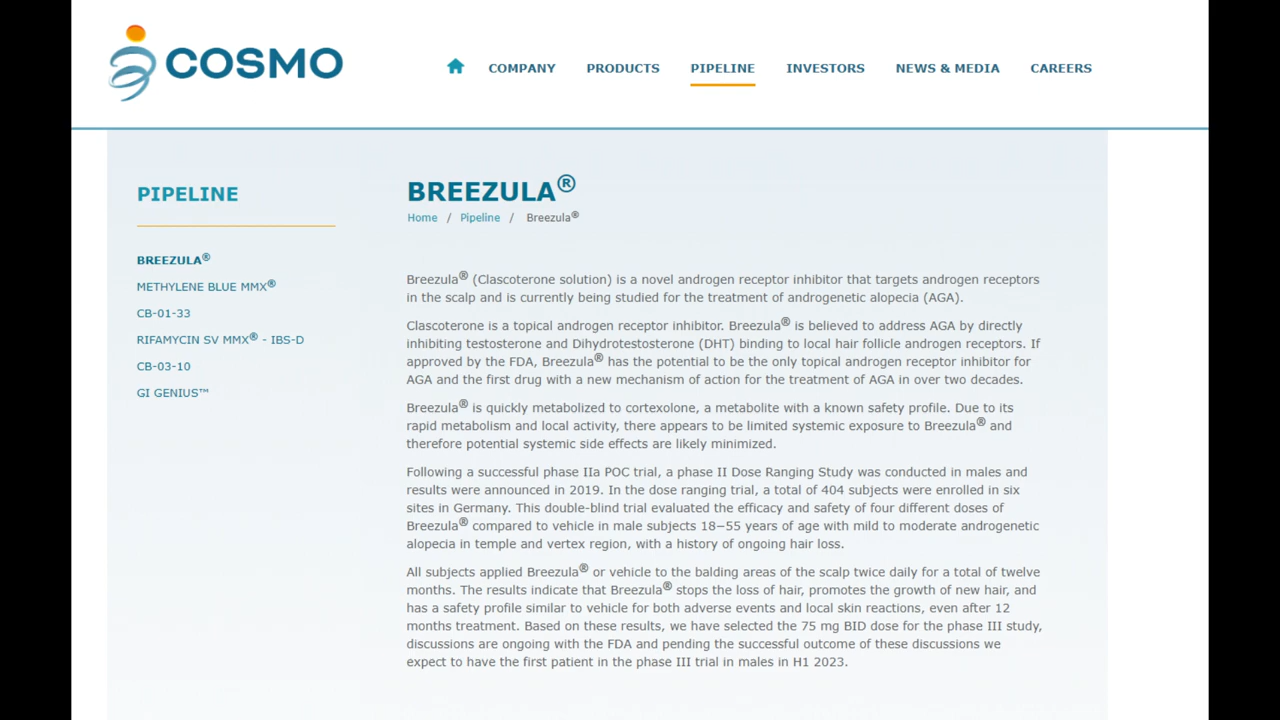 COSMO
COMPANY PRODUCTS PIPELINE INVESTORS NEWS & MEDIA CAREERS
PIPELINE
BREEZULA®
METHYLENE BLUE MMX®
CB-01-33
RIFAMYCIN SV MMX® - IBS-D
CB-03-10
GI GENIUS™
BREEZULA®
Home / Pipeline / Breezula®
Breezula® (Clascoterone solution) is a novel androgen receptor inhibitor that targets androgen receptors
in the scalp and is currently being studied for the treatment of androgenetic alopecia (AGA).
Clascoterone is a topical androgen receptor inhibitor. Breezula® is believed to address AGA by directly
inhibiting testosterone and Dihydrotestosterone (DHT) binding to local hair follicle androgen receptors. If
approved by the FDA, Breezula® has the potential to be the only topical androgen receptor inhibitor for
AGA and the first drug with a new mechanism of action for the treatment of AGA in over two decades.
Breezula® is quickly metabolized to cortexolone, a metabolite with a known safety profile. Due to its
rapid metabolism and local activity, there appears to be limited systemic exposure to Breezula® and
therefore potential systemic side effects are likely minimized.
Following a successful phase IIa POC trial, a phase II Dose Ranging Study was conducted in males and
results were announced in 2019. In the dose ranging trial, a total of 404 subjects were enrolled in six
sites in Germany. This double-blind trial evaluated the efficacy and safety of four different doses of
Breezula® compared to vehicle in male subjects 18–55 years of age with mild to moderate androgenetic
alopecia in temple and vertex region, with a history of ongoing hair loss.
All subjects applied Breezula® or vehicle to the balding areas of the scalp twice daily for a total of twelve
months. The results indicate that Breezula® stops the loss of hair, promotes the growth of new hair, and
has a safety profile similar to vehicle for both adverse events and local skin reactions, even after 12
months treatment. Based on these results, we have selected the 75 mg BID dose for the phase III study,
discussions are ongoing with the FDA and pending the successful outcome of these discussions we
expect to have the first patient in the phase III trial in males in H1 2023.